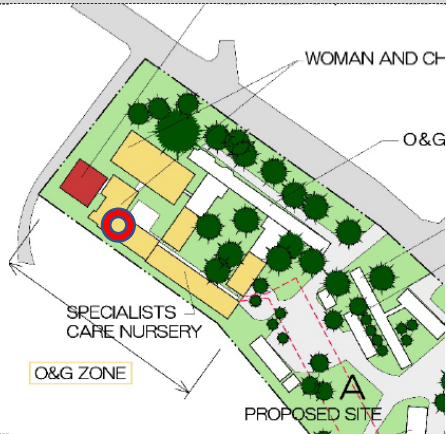 WOMAN AND CH
O&G
SPECIALISTS
CARE NURSERY
O&G ZONE
A
PROPOSED SITE